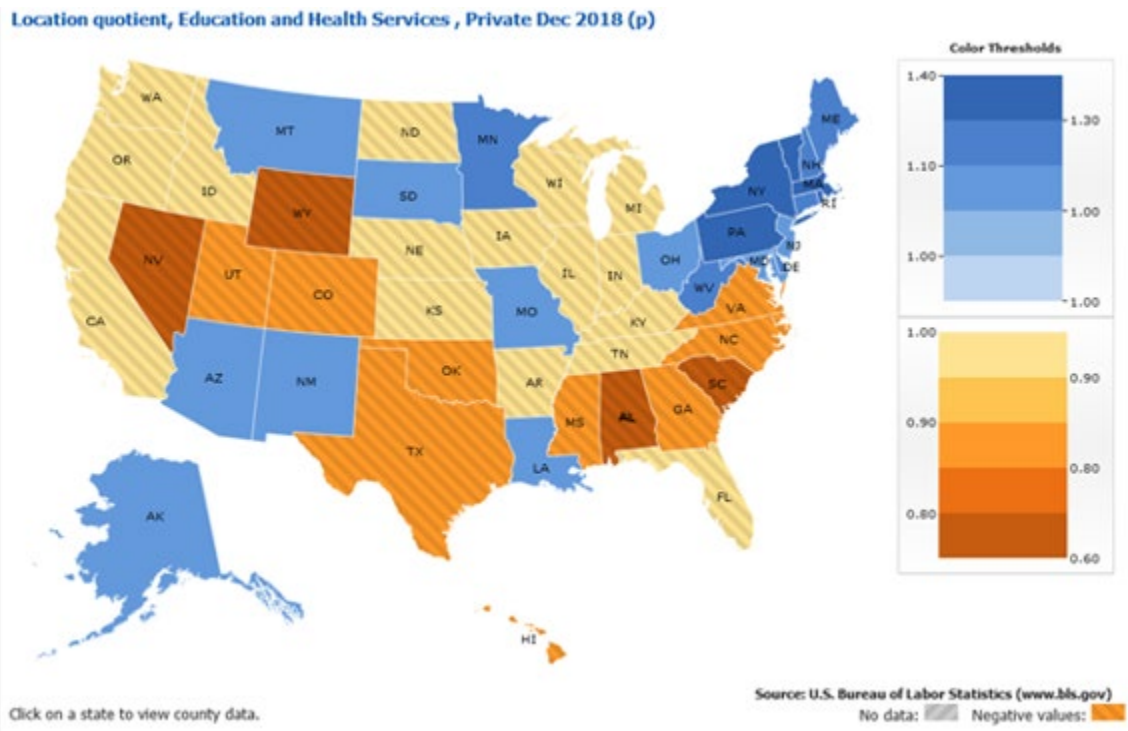 Location quotient, Education and Health Services , Private Dec 2018 (p)
Color Thresholds
1.40
1.30
1.10
1.00
1.00
1.00
1.00
0.90
0.90
0.80
0.80
0.60
WA
MT
ND
MN
ME
OR
ID
SD
WI
MI
NY
NH
MA
RI
WY
NE
IA
PA
NV
UT
CO
IL
IN
OH
NJ
MD
DE
WV
VA
CA
KS
MO
KY
NC
TN
AZ
NM
OK
AR
SC
MS
AL
GA
TX
LA
FL
AK
HI
Source: U.S. Bureau of Labor Statistics (www.bls.gov)
Click on a state to view county data.
No data:
Negative values: